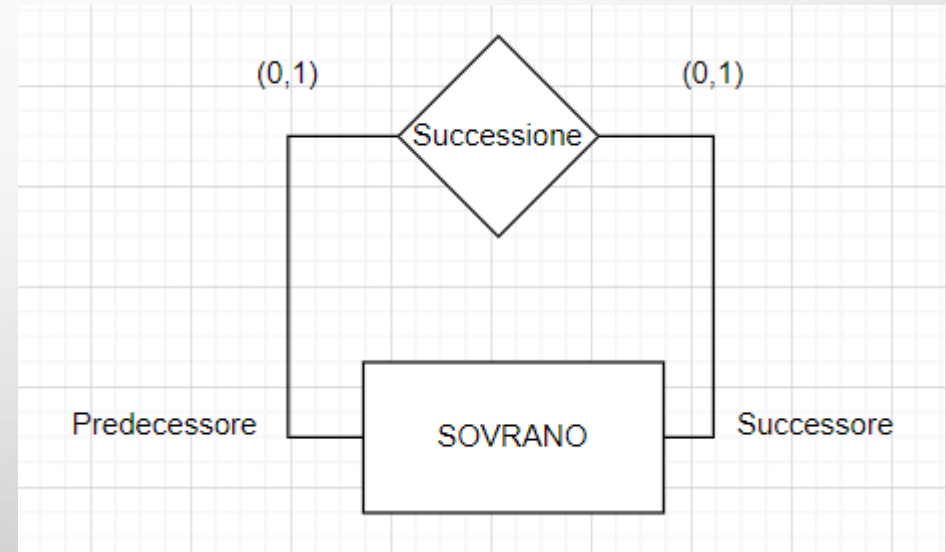 (0,1)
(0,1)
Successione
Predecessore
SOVRANO
Successore